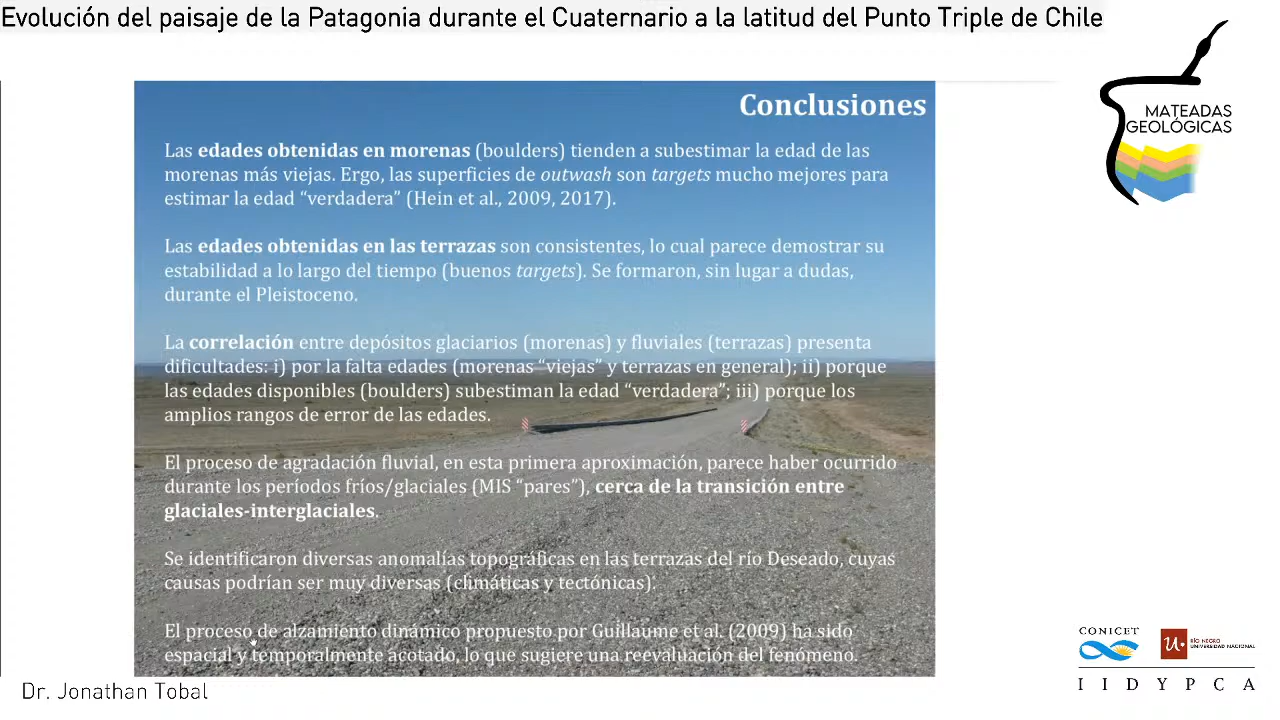 Evolución del paisaje de la Patagonia durante el Cuaternario a la latitud del Punto Triple de Chile
MATEADAS
GEOLÓGICAS
Conclusiones
Las edades obtenidas en morenas (boulders) tienden a subestimar la edad de las
morenas más viejas. Ergo, las superficies de outwash son targets mucho mejores para
estimar la edad “verdadera” (Hein et al., 2009, 2017).
Las edades obtenidas en las terrazas son consistentes, lo cual parece demostrar su
estabilidad a lo largo del tiempo (buenos targets). Se formaron, sin lugar a dudas,
durante el Pleistoceno.
La correlación entre depósitos glaciarios (morenas) y fluviales (terrazas) presenta
dificultades: i) por la falta edades (morenas “viejas” y terrazas en general); ii) porque
las edades disponibles (boulders) subestiman la edad “verdadera”; iii) porque los
amplios rangos de error de las edades.
El proceso de agradación fluvial, en esta primera aproximación, parece haber ocurrido
durante los períodos fríos/glaciales (MIS “pares”), cerca de la transición entre
glaciales-interglaciales.
Se identificaron diversas anomalías topográficas en las terrazas del río Deseado, cuyas
causas podrían ser muy diversas (climáticas y tectónicas).
El proceso de alzamiento dinámico propuesto por Guillaume et al. (2009) ha sido
espacial y temporalmente acotado, lo que sugiere una reevaluación del fenómeno.
CONICET
RÍO NEGRO
UNIVERSIDAD NACIONAL
I I D Y P C A
Dr. Jonathan Tobal